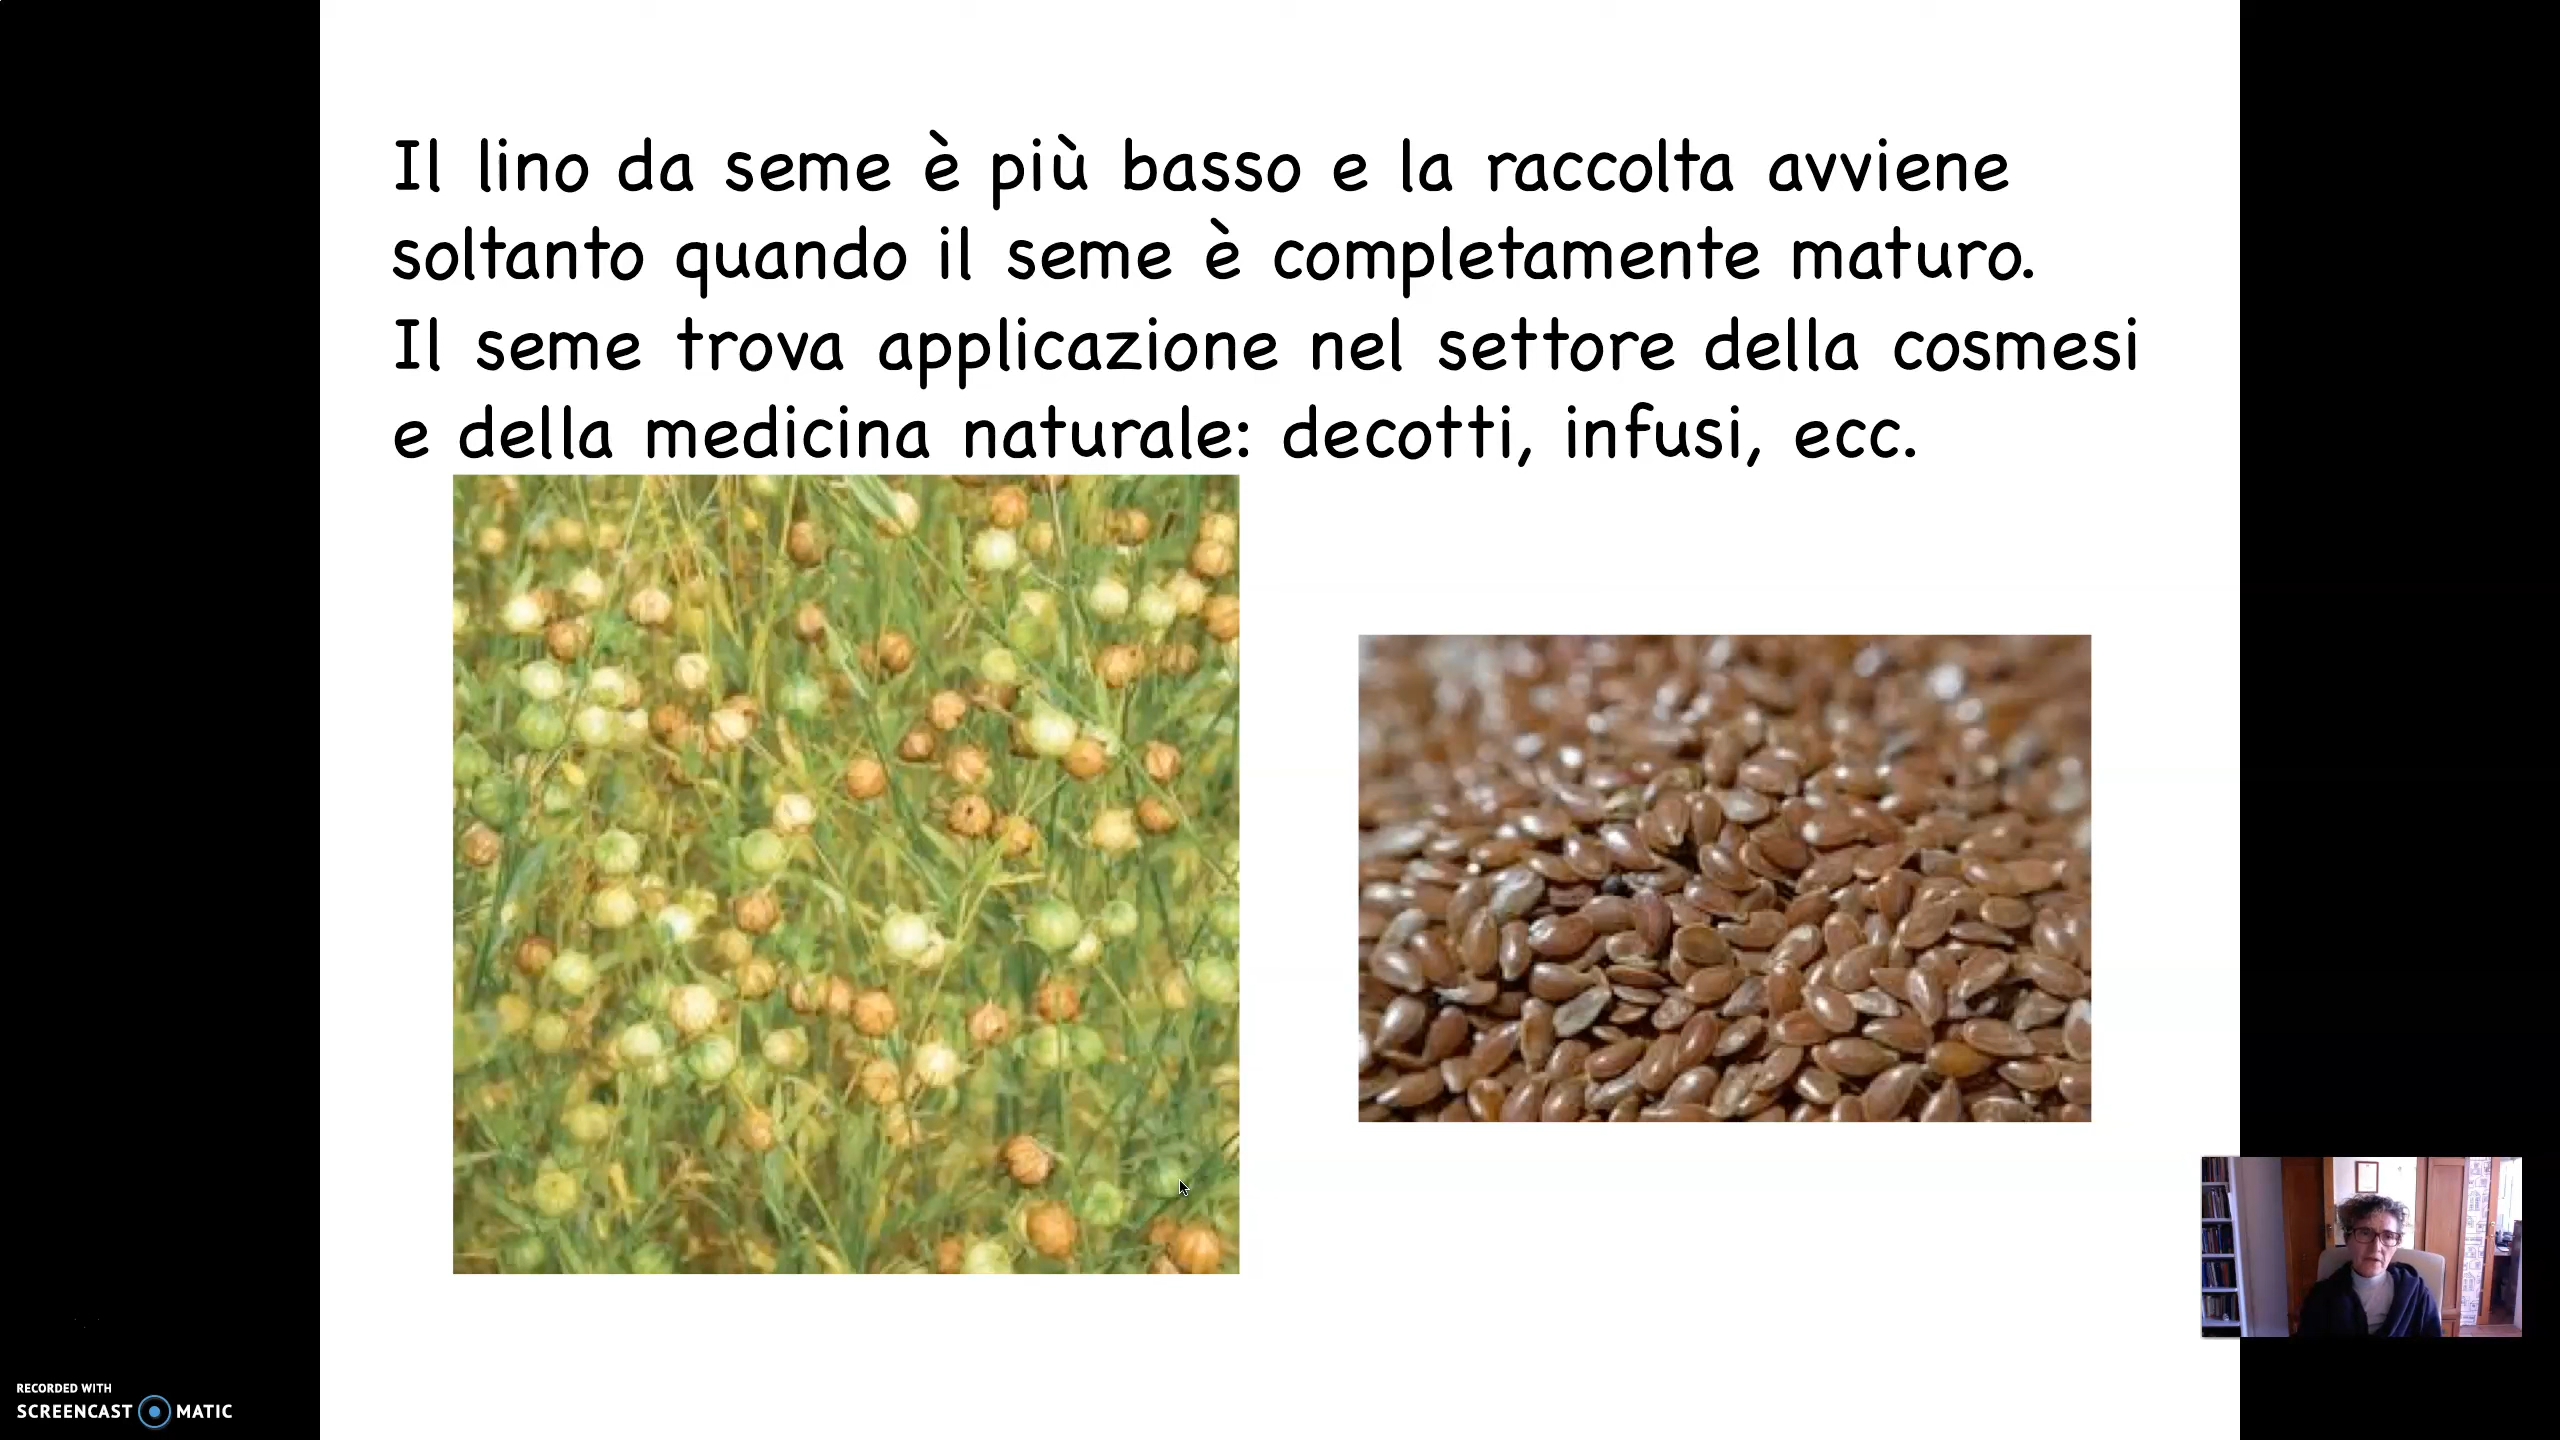 Il lino da seme è più basso e la raccolta avviene
soltanto quando il seme è completamente maturo.
Il seme trova applicazione nel settore della cosmesi
e della medicina naturale: decotti, infusi, ecc.
RECORDED WITH
SCREENCAST MATIC